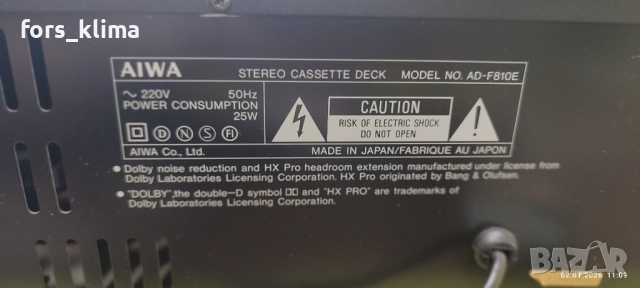 fors_klima
AIWA STEREO CASSETTE DECK MODEL NO. AD-F810E
~ 220V 50Hz
POWER CONSUMPTION
25W
D N S FI
AIWA Co., Ltd.
CAUTION
RISK OF ELECTRIC SHOCK
DO NOT OPEN
MADE IN JAPAN/FABRIQUE AU JAPON
● Dolby noise reduction and HX Pro headroom extension manufactured under license from
Dolby Laboratories Licensing Corporation. HX Pro originated by Bang & Olufsen.
● "DOLBY", the double-D symbol and "HX PRO" are trademarks of
Dolby Laboratories Licensing Corporation.
BAZAR
02.01.2026 11:09